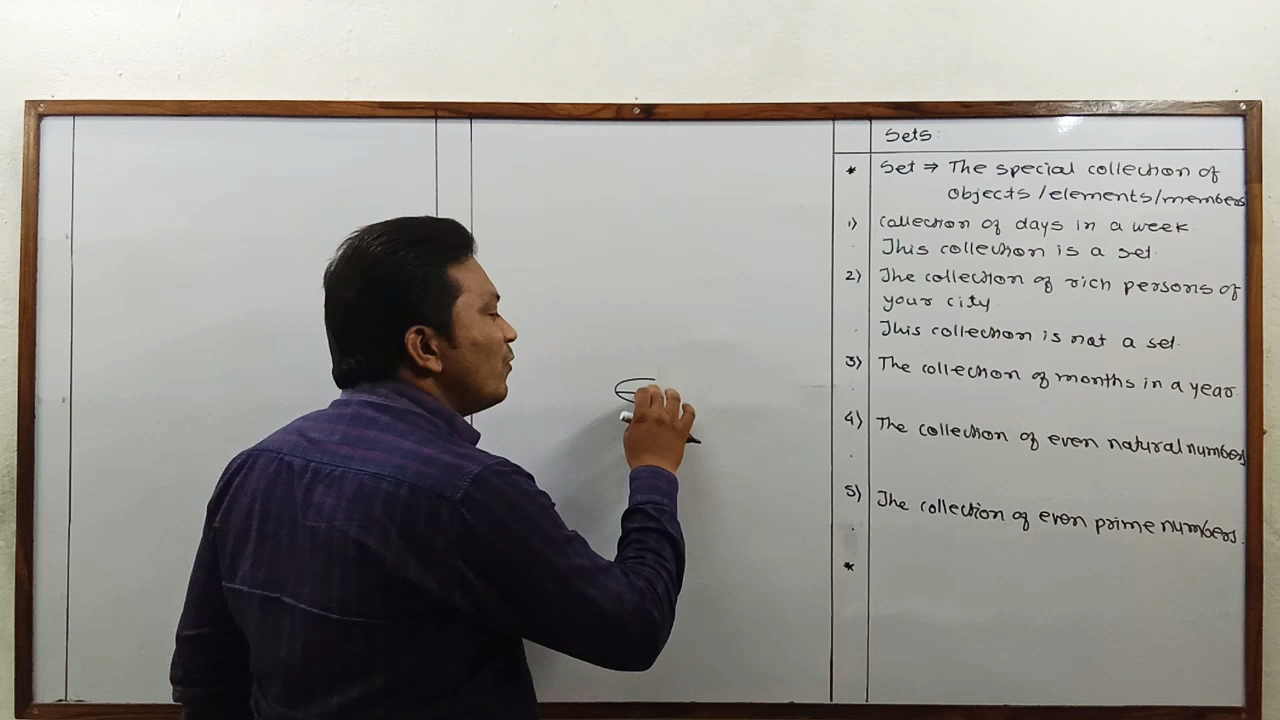 ∈
Sets:
* Set ⇒ The special collection of
objects/elements/members
1) Collection of days in a week
This collection is a set.
2) The collection of rich persons of
your city
This collection is not a set.
3) The collection of months in a year
4) The collection of even natural numbers
5) The collection of even prime numbers.
*